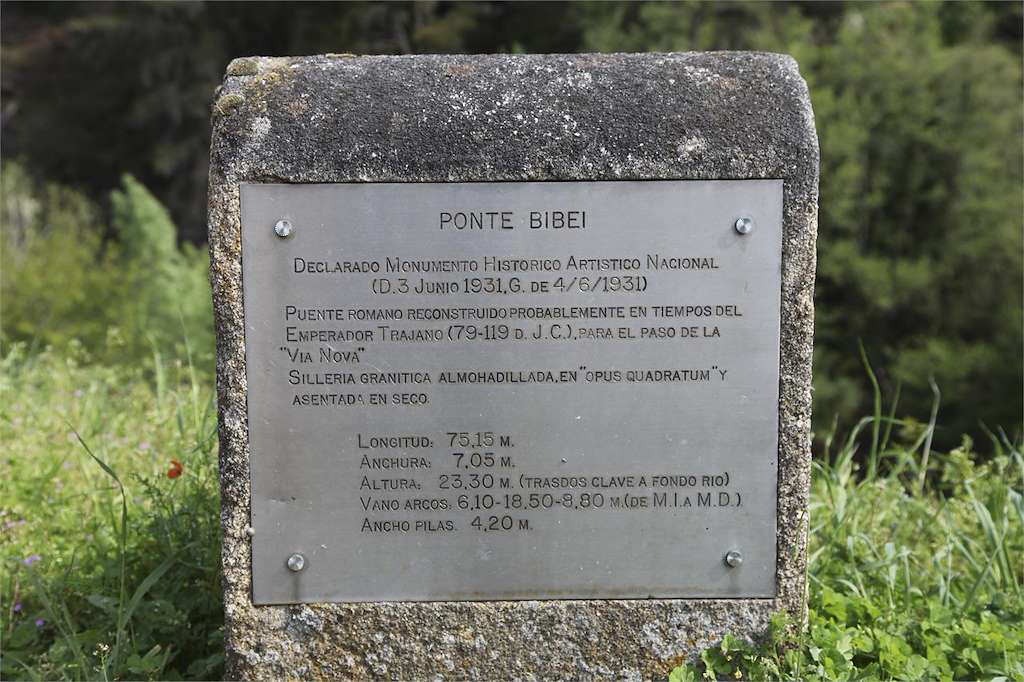 PONTE BIBEI
DECLARADO MONUMENTO HISTORICO ARTISTICO NACIONAL
(D.3 JUNIO 1931, G. DE 4/6/1931)
PUENTE ROMANO RECONSTRUIDO PROBABLEMENTE EN TIEMPOS DEL
EMPERADOR TRAJANO (79-119 D. J.C.), PARA EL PASO DE LA
"VIA NOVA"
SILLERIA GRANITICA ALMOHADILLADA, EN "OPUS QUADRATUM" Y
ASENTADA EN SECO.
LONGITUD: 75,15 M.
ANCHURA: 7,05 M.
ALTURA: 23,30 M. (TRASDOS CLAVE A FONDO RIO)
VANO ARCOS: 6,10-18,50-8,80 M. (DE M.I. A M.D.)
ANCHO PILAS: 4,20 M.